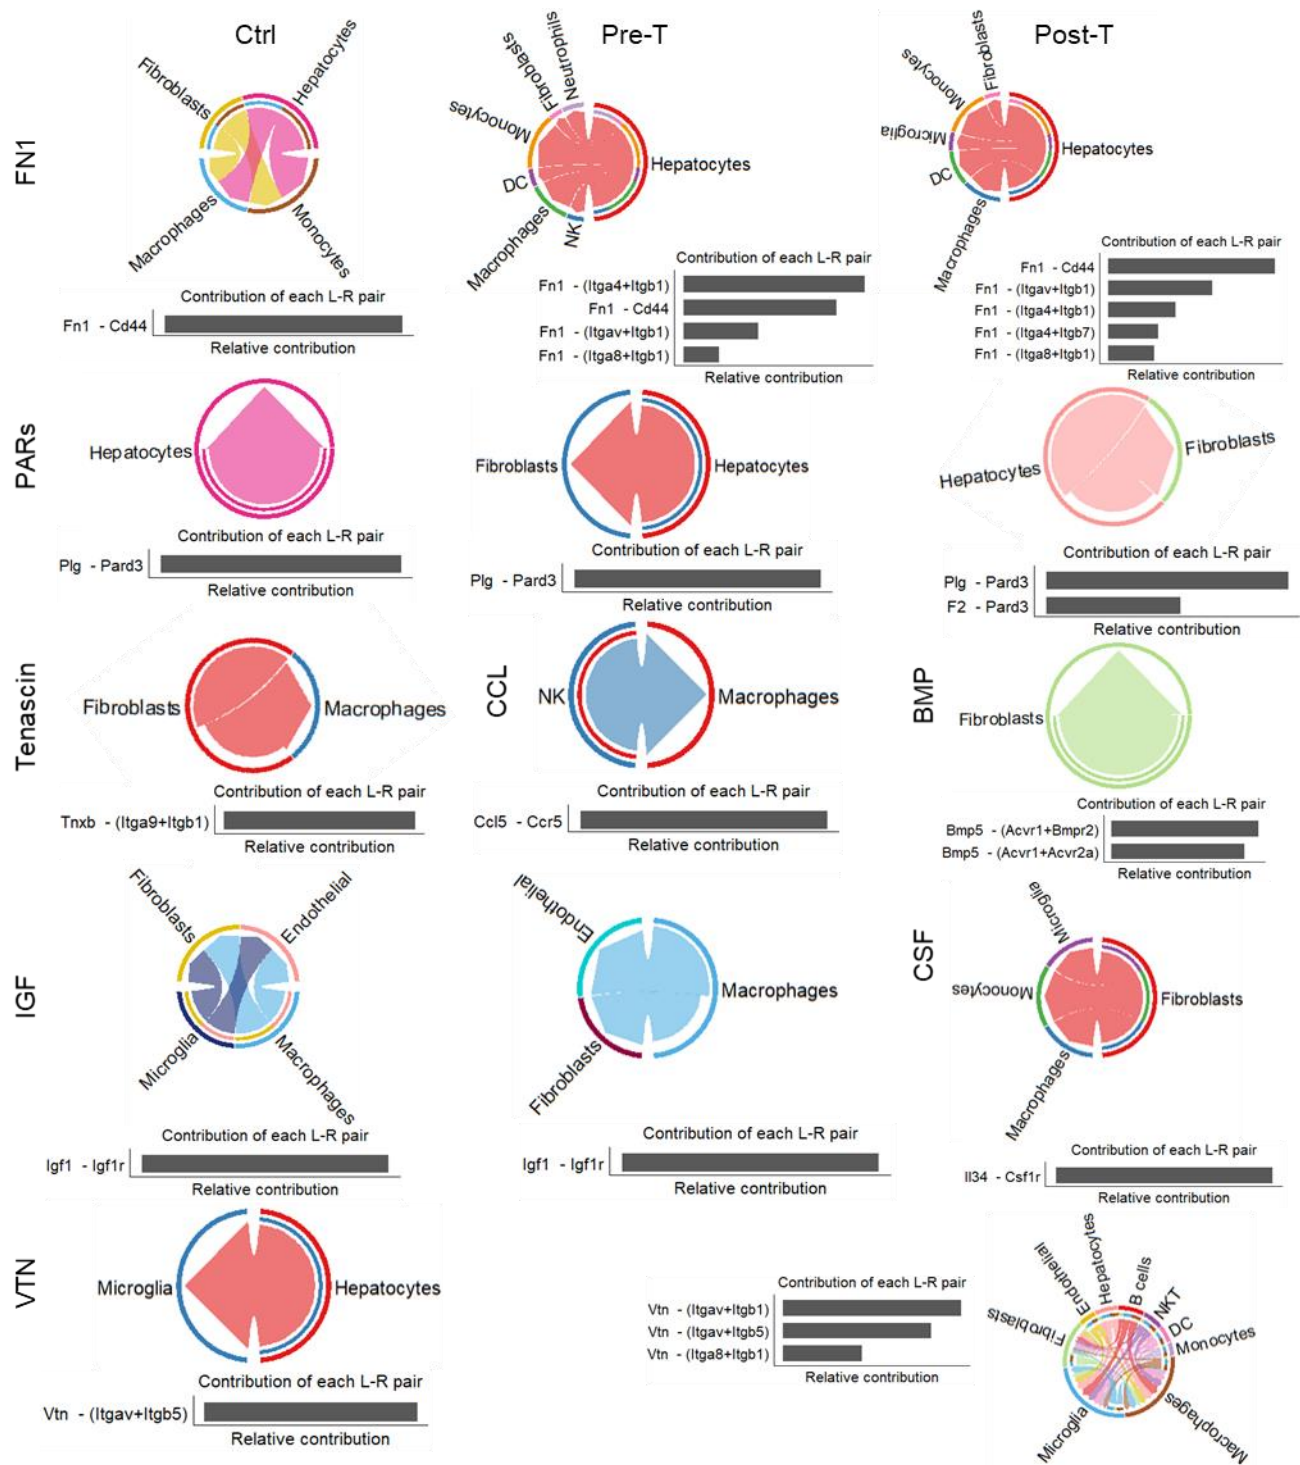 Ctrl
Pre-T
Post-T
FN1
Fibroblasts
Hepatocytes
Macrophages
Monocytes
Contribution of each L-R pair
Fn1 - Cd44
Relative contribution
Neutrophils
Fibroblasts
Monocytes
DC
Macrophages
NK
Hepatocytes
Contribution of each L-R pair
Fn1 - (Itga4+Itgb1)
Fn1 - Cd44
Fn1 - (Itgav+Itgb1)
Fn1 - (Itga8+Itgb1)
Relative contribution
Fibroblasts
Monocytes
Microglia
DC
Macrophages
Hepatocytes
Contribution of each L-R pair
Fn1 - Cd44
Fn1 - (Itgav+Itgb1)
Fn1 - (Itga4+Itgb1)
Fn1 - (Itga4+Itgb7)
Fn1 - (Itga8+Itgb1)
Relative contribution
PARs
Hepatocytes
Contribution of each L-R pair
Plg - Pard3
Relative contribution
Fibroblasts
Hepatocytes
Contribution of each L-R pair
Plg - Pard3
Relative contribution
Hepatocytes
Fibroblasts
Contribution of each L-R pair
Plg - Pard3
F2 - Pard3
Relative contribution
Tenascin
Fibroblasts
Macrophages
Contribution of each L-R pair
Tnxb - (Itga9+Itgb1)
Relative contribution
CCL
NK
Macrophages
Contribution of each L-R pair
Ccl5 - Ccr5
Relative contribution
BMP
Fibroblasts
Contribution of each L-R pair
Bmp5 - (Acvr1+Bmpr2)
Bmp5 - (Acvr1+Acvr2a)
Relative contribution
IGF
Fibroblasts
Endothelial
Microglia
Macrophages
Contribution of each L-R pair
Igf1 - Igf1r
Relative contribution
Endothelial
Fibroblasts
Macrophages
Contribution of each L-R pair
Igf1 - Igf1r
Relative contribution
CSF
Microglia
Monocytes
Macrophages
Fibroblasts
Contribution of each L-R pair
Il34 - Csf1r
Relative contribution
VTN
Microglia
Hepatocytes
Contribution of each L-R pair
Vtn - (Itgav+Itgb5)
Relative contribution
Contribution of each L-R pair
Vtn - (Itgav+Itgb1)
Vtn - (Itgav+Itgb5)
Vtn - (Itga8+Itgb1)
Relative contribution
Fibroblasts
Endothelial
Hepatocytes
B cells
NKT
DC
Monocytes
Macrophages
Microglia